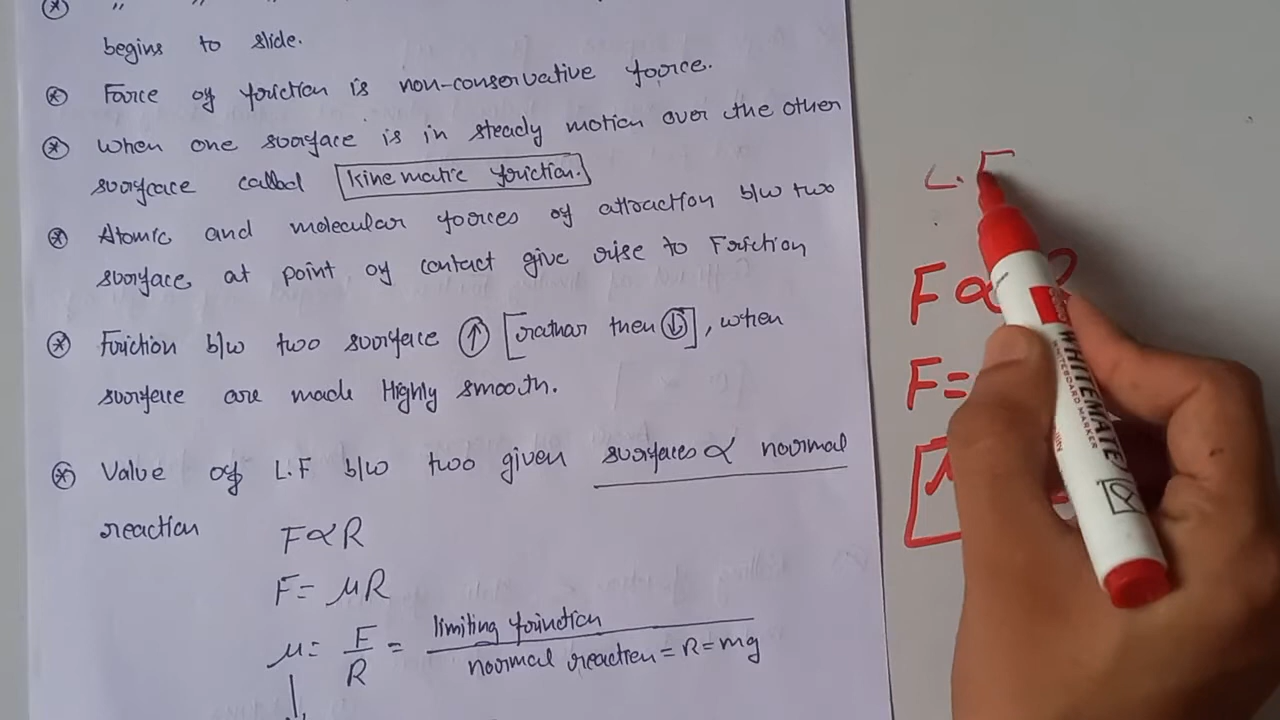 " " "
begins to slide.
Force of friction is non-conservative force.
When one surface is in steady motion over the other
surface called Kinematic friction.
Atomic and molecular forces of attraction b/w two
surface at point of contact give rise to Friction
Friction b/w two surface ↑ [rathar then ↓], when
surface are made Highly smooth.
Value of L.F b/w two given surfaces ∝ normal
reaction
F∝R
F= μR
μ= F/R = limiting friction / normal reaction = R = mg
L.F
F∝
F=
WHITEMATE
WHITEBOARD MARKER